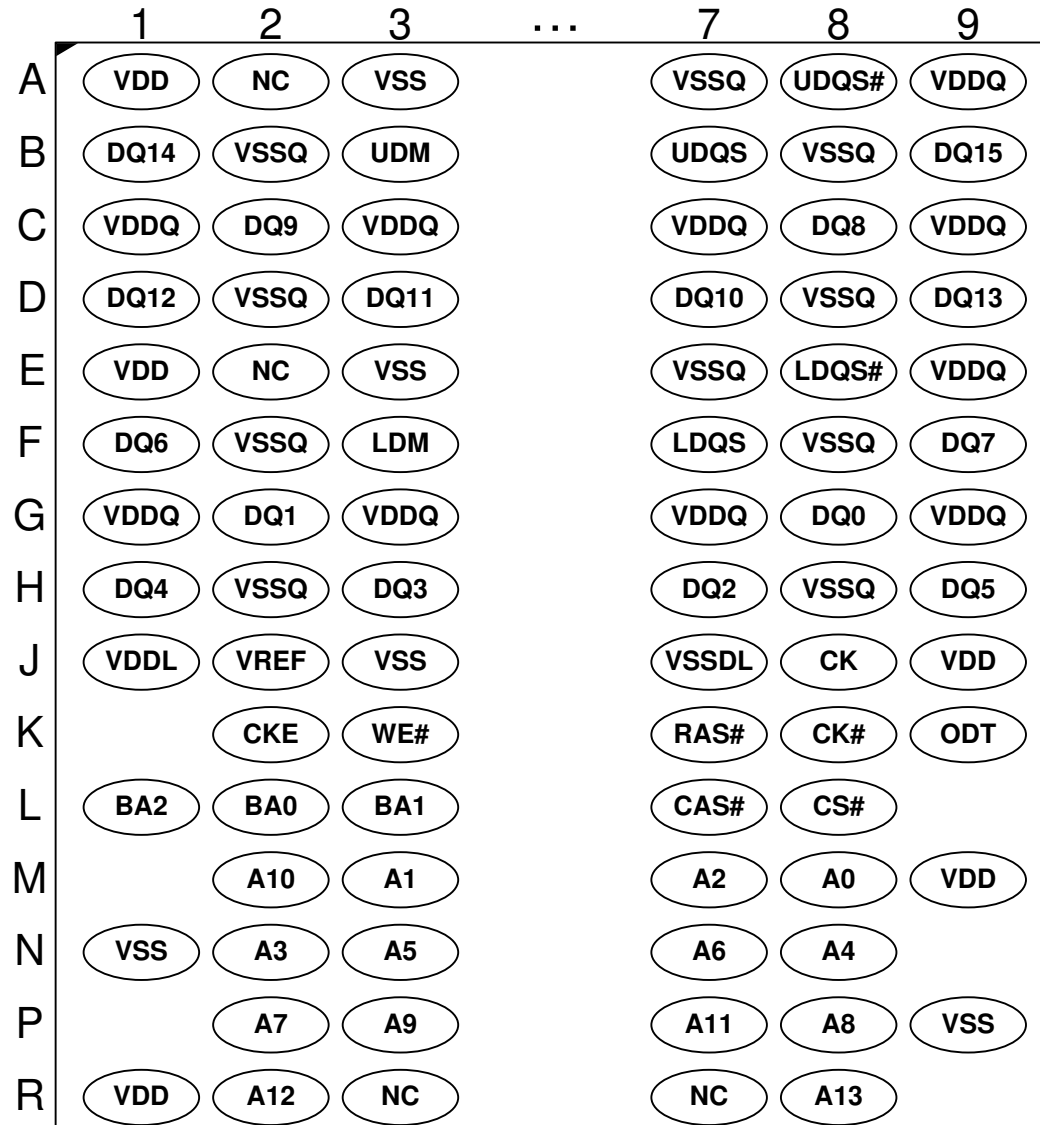 1 2 3 ... 7 8 9
A VDD NC VSS VSSQ UDQS# VDDQ
B DQ14 VSSQ UDM UDQS VSSQ DQ15
C VDDQ DQ9 VDDQ VDDQ DQ8 VDDQ
D DQ12 VSSQ DQ11 DQ10 VSSQ DQ13
E VDD NC VSS VSSQ LDQS# VDDQ
F DQ6 VSSQ LDM LDQS VSSQ DQ7
G VDDQ DQ1 VDDQ VDDQ DQ0 VDDQ
H DQ4 VSSQ DQ3 DQ2 VSSQ DQ5
J VDDL VREF VSS VSSDL CK VDD
K CKE WE# RAS# CK# ODT
L BA2 BA0 BA1 CAS# CS#
M A10 A1 A2 A0 VDD
N VSS A3 A5 A6 A4
P A7 A9 A11 A8 VSS
R VDD A12 NC NC A13